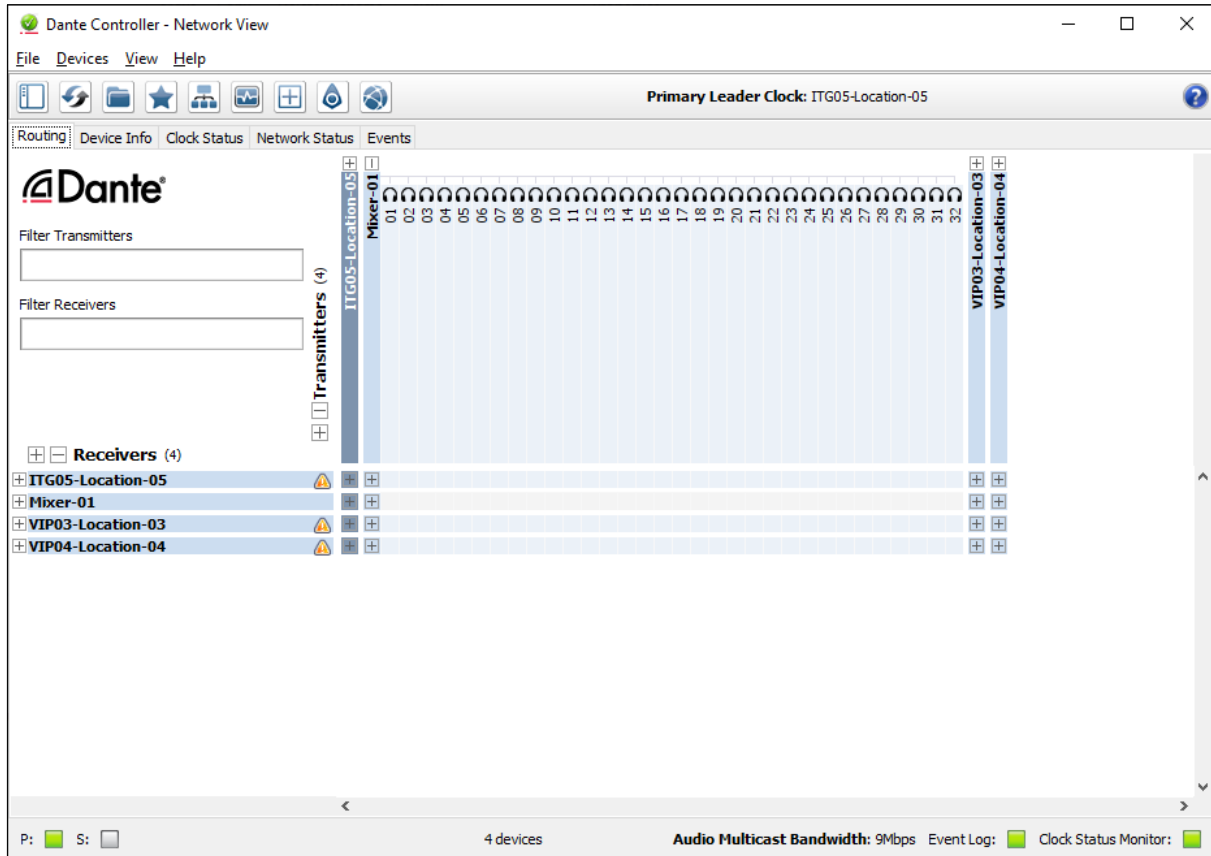 Dante Controller - Network View
File Devices View Help
Primary Leader Clock: ITG05-Location-05
Routing Device Info Clock Status Network Status Events
Dante®
Filter Transmitters
Filter Receivers
Transmitters (4)
ITG05-Location-05
Mixer-01
01 02 03 04 05 06 07 08 09 10 11 12 13 14 15 16 17 18 19 20 21 22 23 24 25 26 27 28 29 30 31 32
VIP03-Location-03
VIP04-Location-04
Receivers (4)
ITG05-Location-05
Mixer-01
VIP03-Location-03
VIP04-Location-04
P: S: 4 devices Audio Multicast Bandwidth: 9Mbps Event Log: Clock Status Monitor: